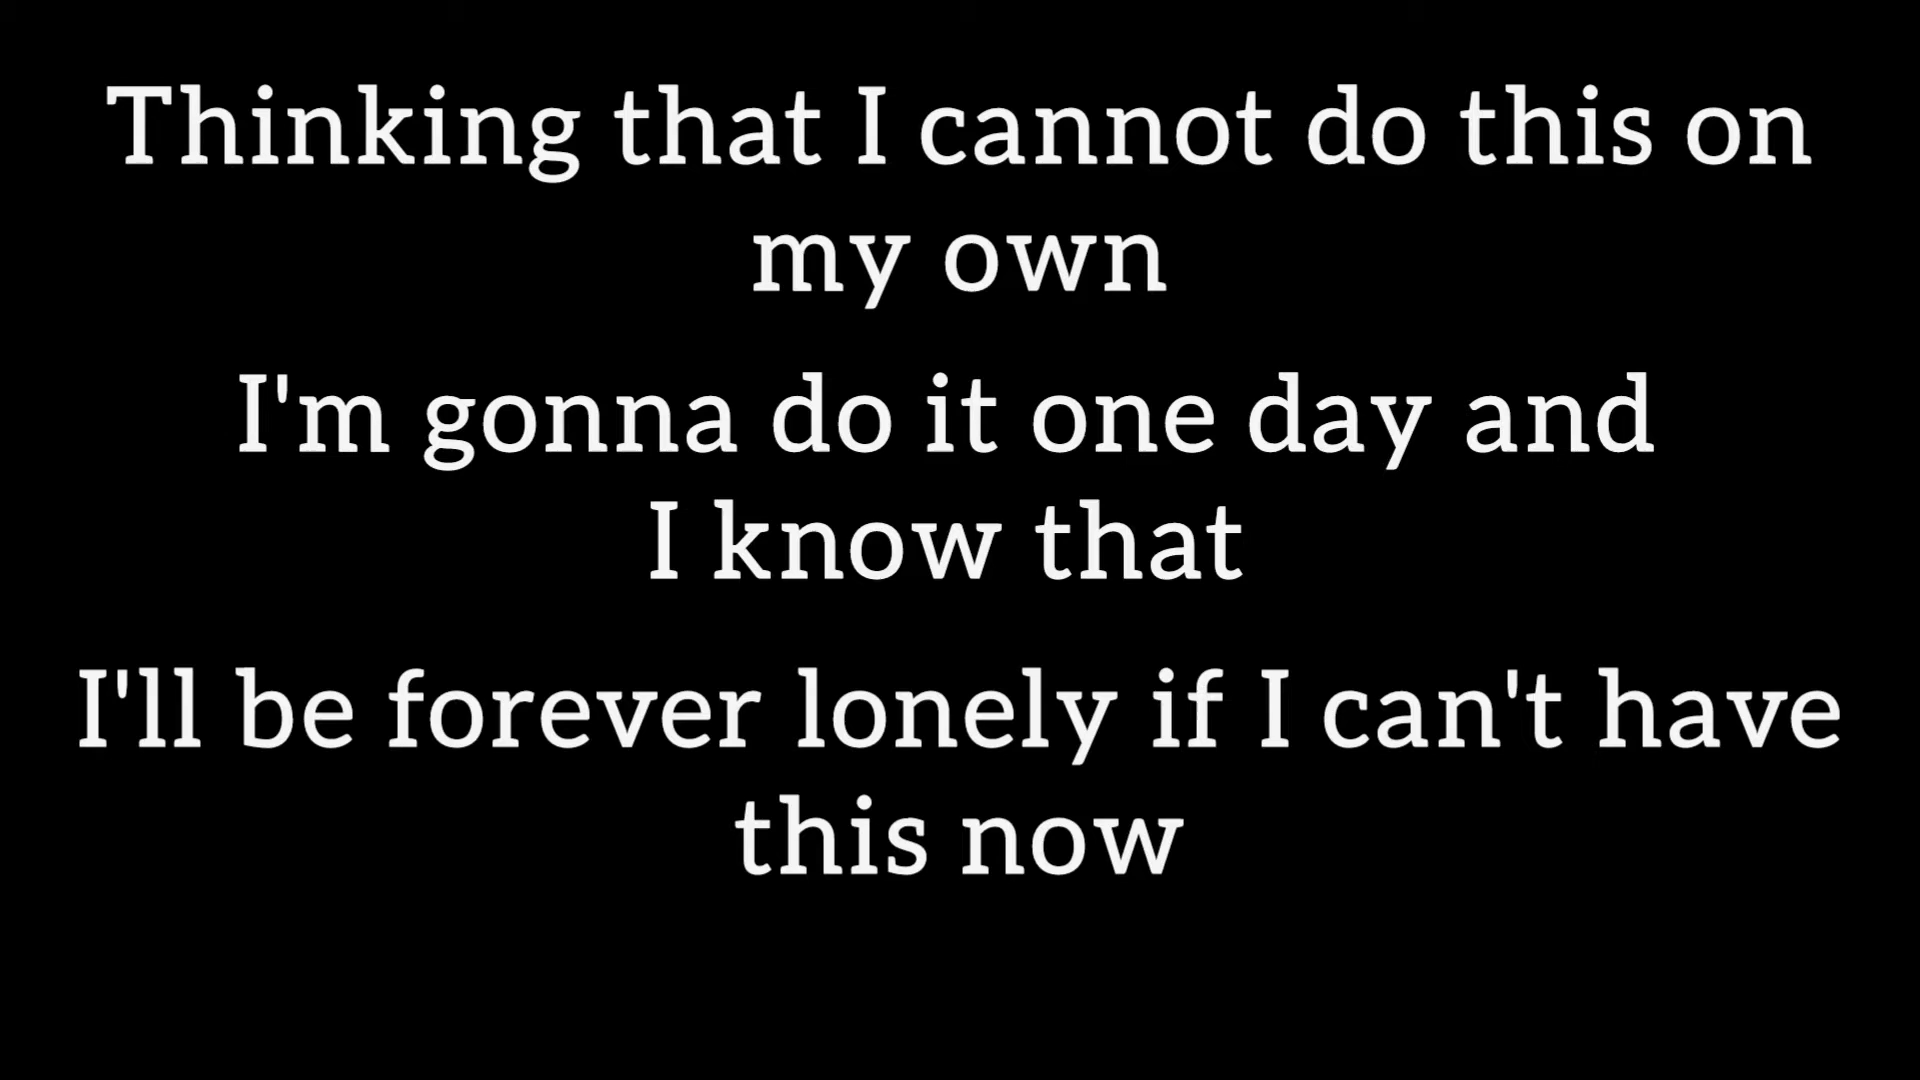 Thinking that I cannot do this on
my own
I'm gonna do it one day and
I know that
I'll be forever lonely if I can't have
this now